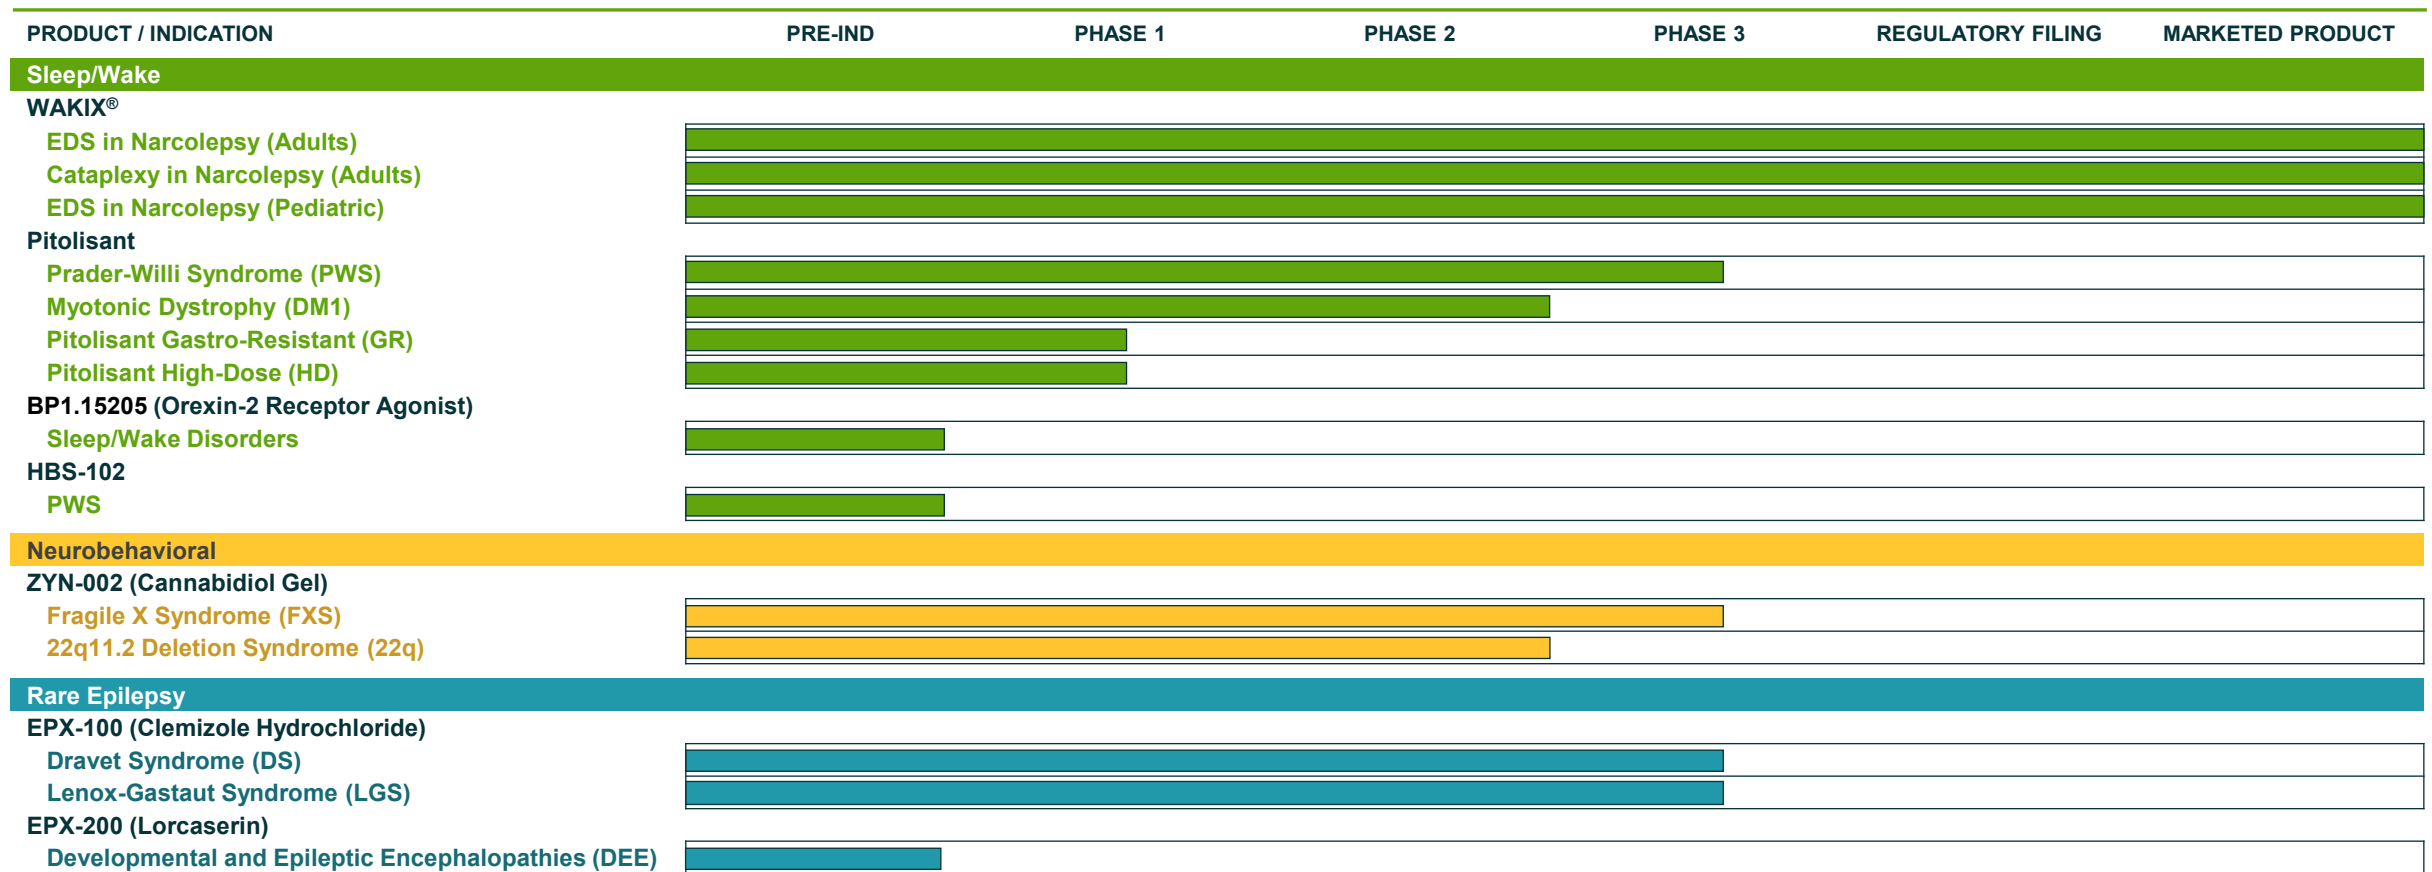 PRODUCT / INDICATION PRE-IND PHASE 1 PHASE 2 PHASE 3 REGULATORY FILING MARKETED PRODUCT
Sleep/Wake
WAKIX®
EDS in Narcolepsy (Adults)
Cataplexy in Narcolepsy (Adults)
EDS in Narcolepsy (Pediatric)
Pitolisant
Prader-Willi Syndrome (PWS)
Myotonic Dystrophy (DM1)
Pitolisant Gastro-Resistant (GR)
Pitolisant High-Dose (HD)
BP1.15205 (Orexin-2 Receptor Agonist)
Sleep/Wake Disorders
HBS-102
PWS
Neurobehavioral
ZYN-002 (Cannabidiol Gel)
Fragile X Syndrome (FXS)
22q11.2 Deletion Syndrome (22q)
Rare Epilepsy
EPX-100 (Clemizole Hydrochloride)
Dravet Syndrome (DS)
Lenox-Gastaut Syndrome (LGS)
EPX-200 (Lorcaserin)
Developmental and Epileptic Encephalopathies (DEE)